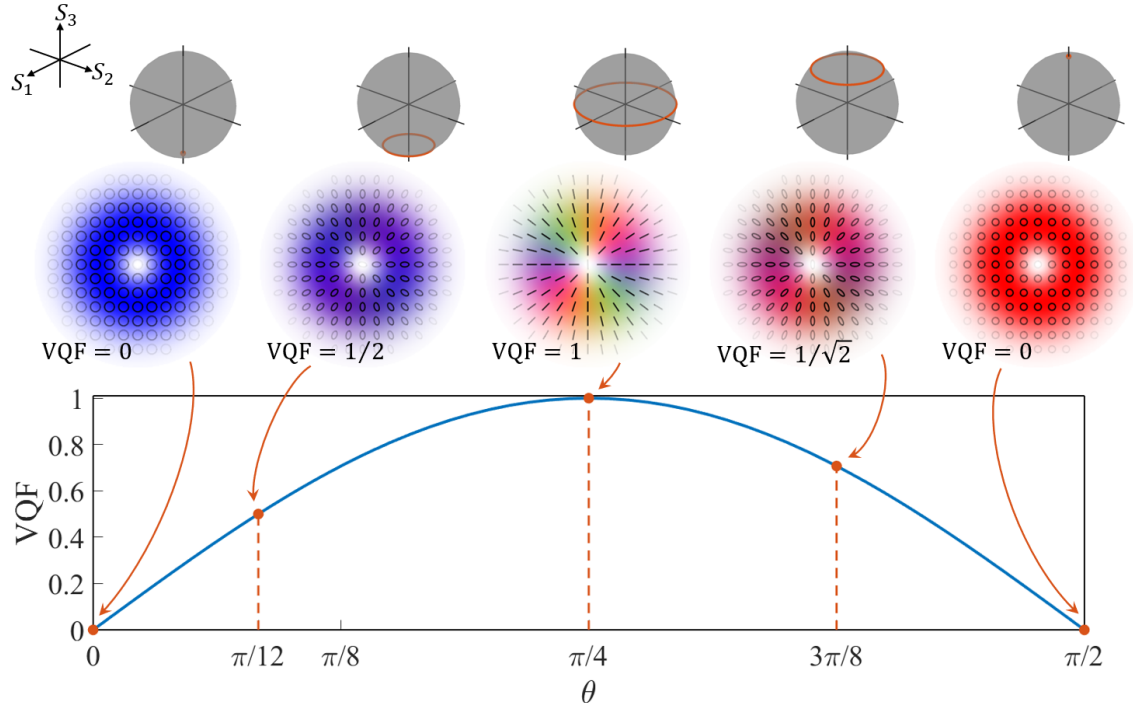 S₃
S₁
S₂
VQF = 0
VQF = 1/2
VQF = 1
VQF = 1/√2
VQF = 0
1
0.8
0.6
0.4
0.2
0
VQF
0
π/12
π/8
π/4
3π/8
π/2
θ